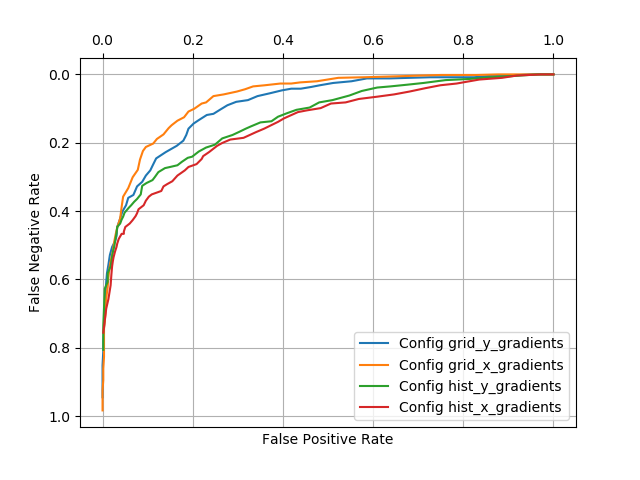 0.0 0.2 0.4 0.6 0.8 1.0
0.0
0.2
0.4
0.6
0.8
1.0
False Negative Rate
Config grid_y_gradients
Config grid_x_gradients
Config hist_y_gradients
Config hist_x_gradients
False Positive Rate